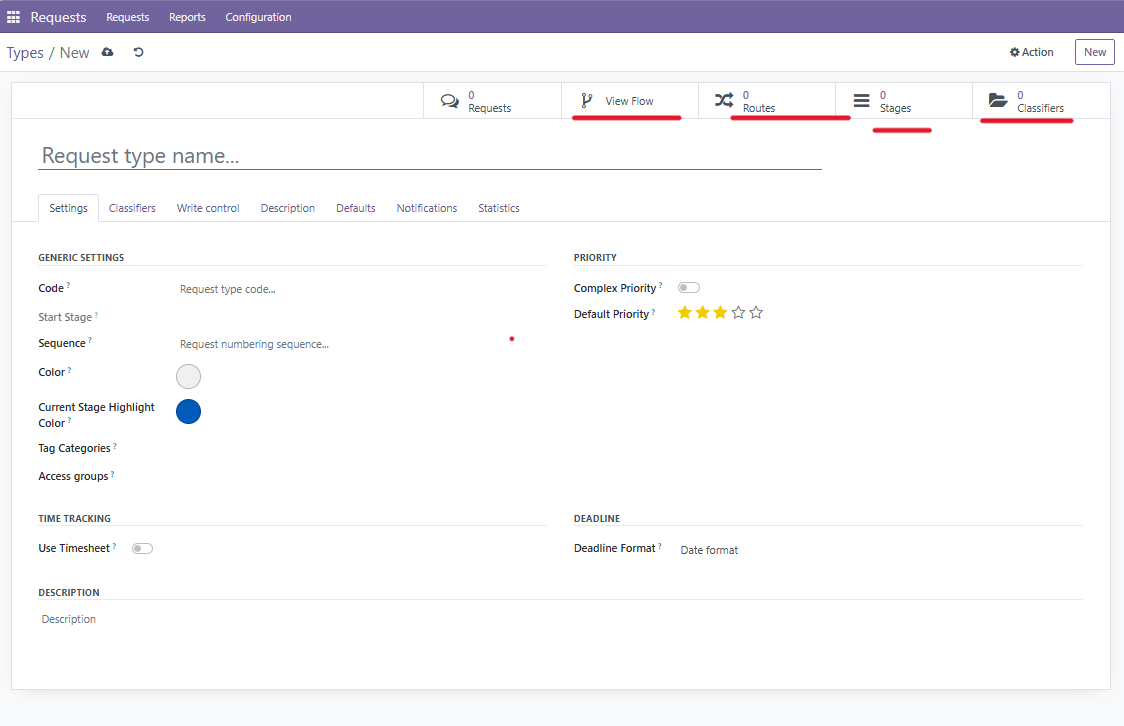 Requests Requests Reports Configuration
Types / New Action New
0 Requests View Flow 0 Routes 0 Stages 0 Classifiers
Request type name...
Settings Classifiers Write control Description Defaults Notifications Statistics
GENERIC SETTINGS PRIORITY
Code ? Request type code... Complex Priority ?
Start Stage ? Default Priority ?
Sequence ? Request numbering sequence...
Color ?
Current Stage Highlight
Color ?
Tag Categories ?
Access groups ?
TIME TRACKING DEADLINE
Use Timesheet ? Deadline Format ? Date format
DESCRIPTION
Description